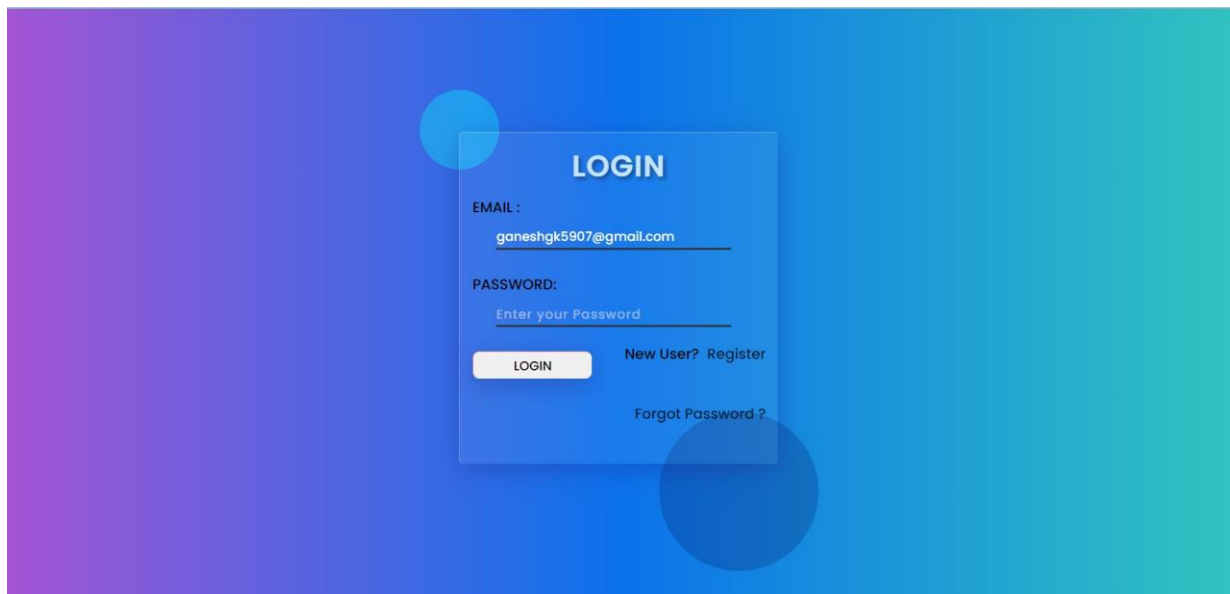 LOGIN
EMAIL :
ganeshgk5907@gmail.com
PASSWORD:
Enter your Password
LOGIN
New User? Register
Forgot Password ?